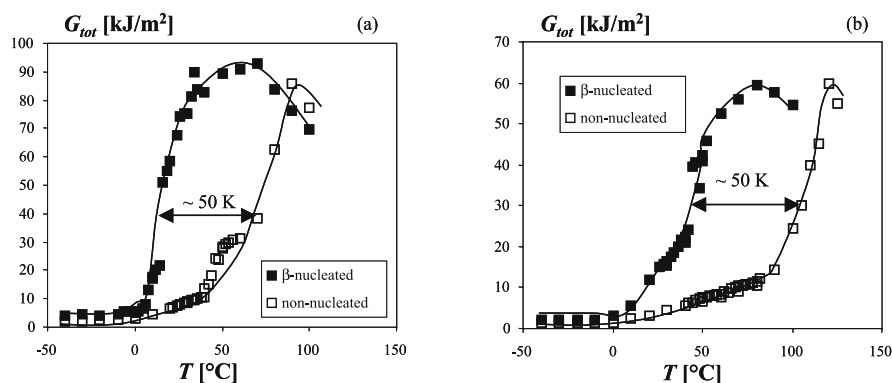 G_tot [kJ/m²] (a)
100
90
80
70
60
50
40
30
20
10
0
-50 0 50 100 150
T [°C]
~ 50 K
β-nucleated
non-nucleated
G_tot [kJ/m²] (b)
70
60
50
40
30
20
10
0
-50 0 50 100 150
T [°C]
β-nucleated
non-nucleated
~ 50 K